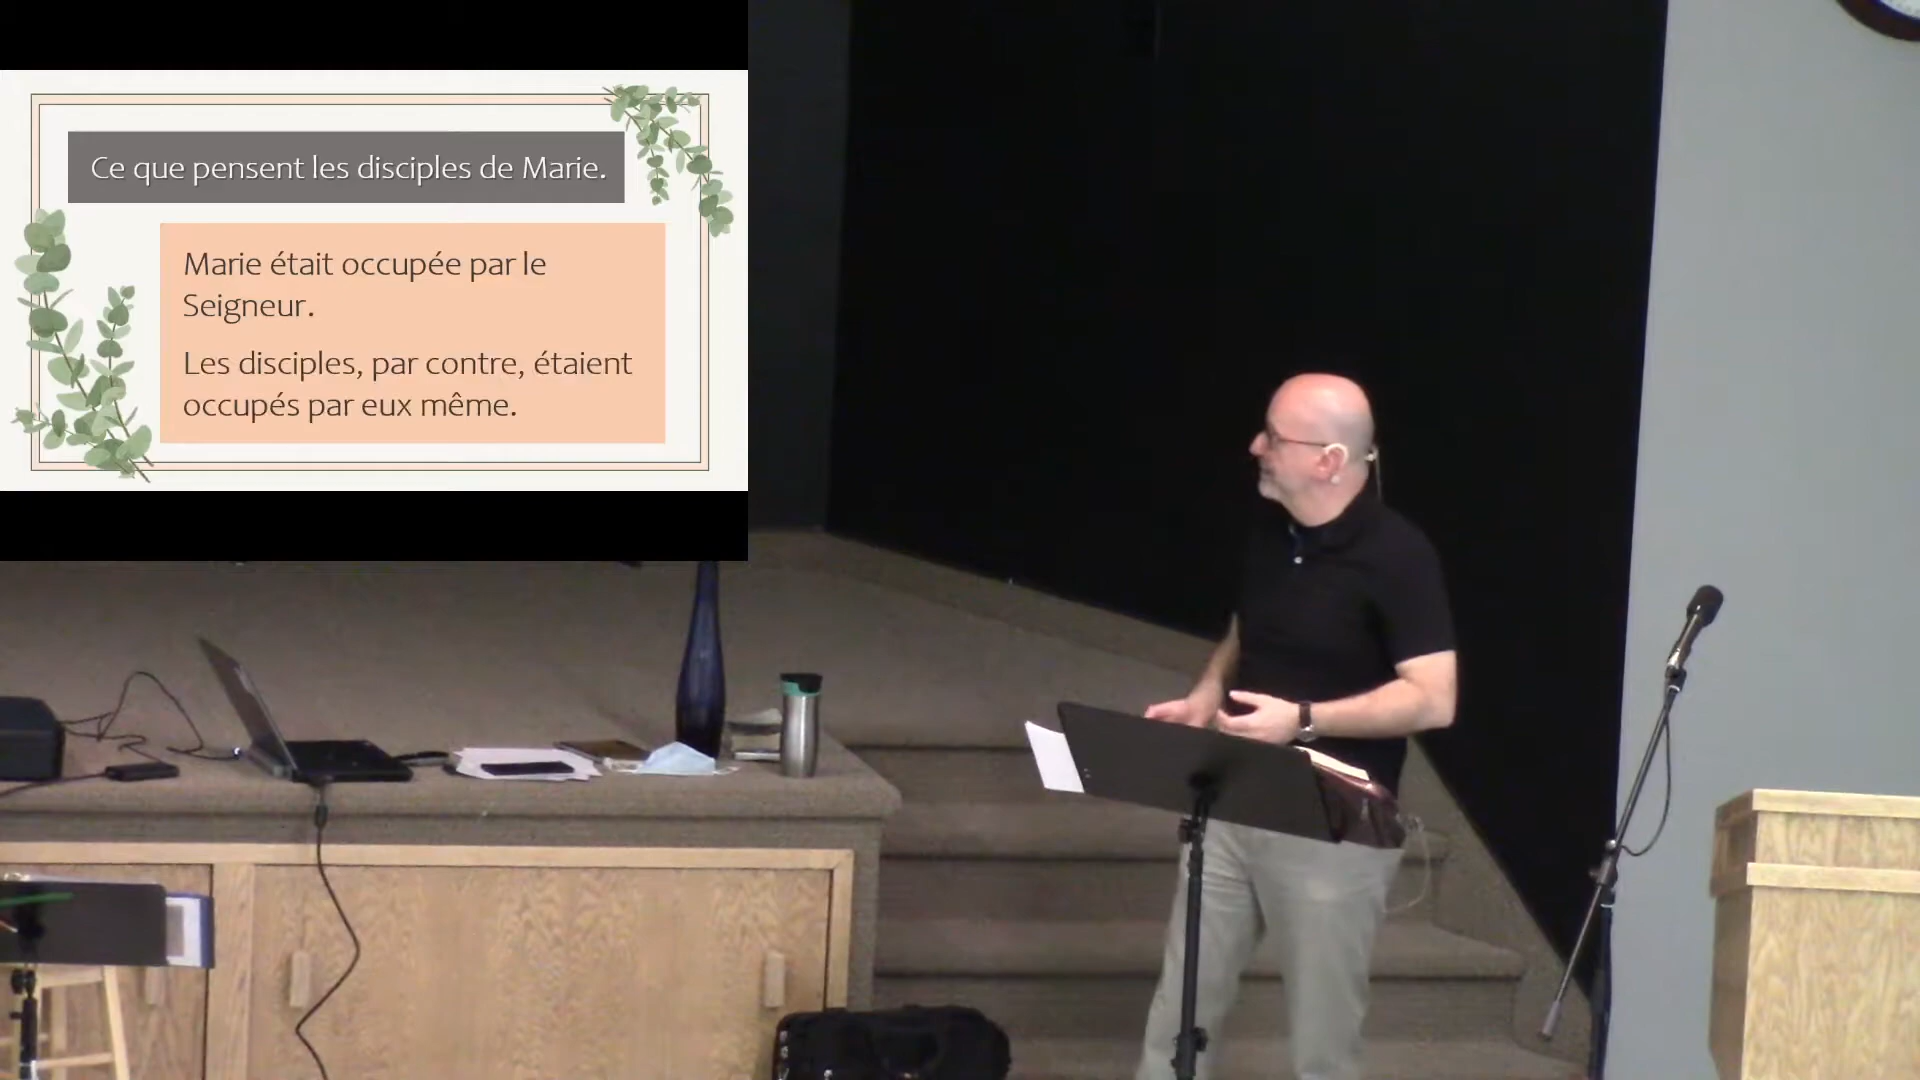 Ce que pensent les disciples de Marie.
Marie était occupée par le
Seigneur.
Les disciples, par contre, étaient
occupés par eux même.